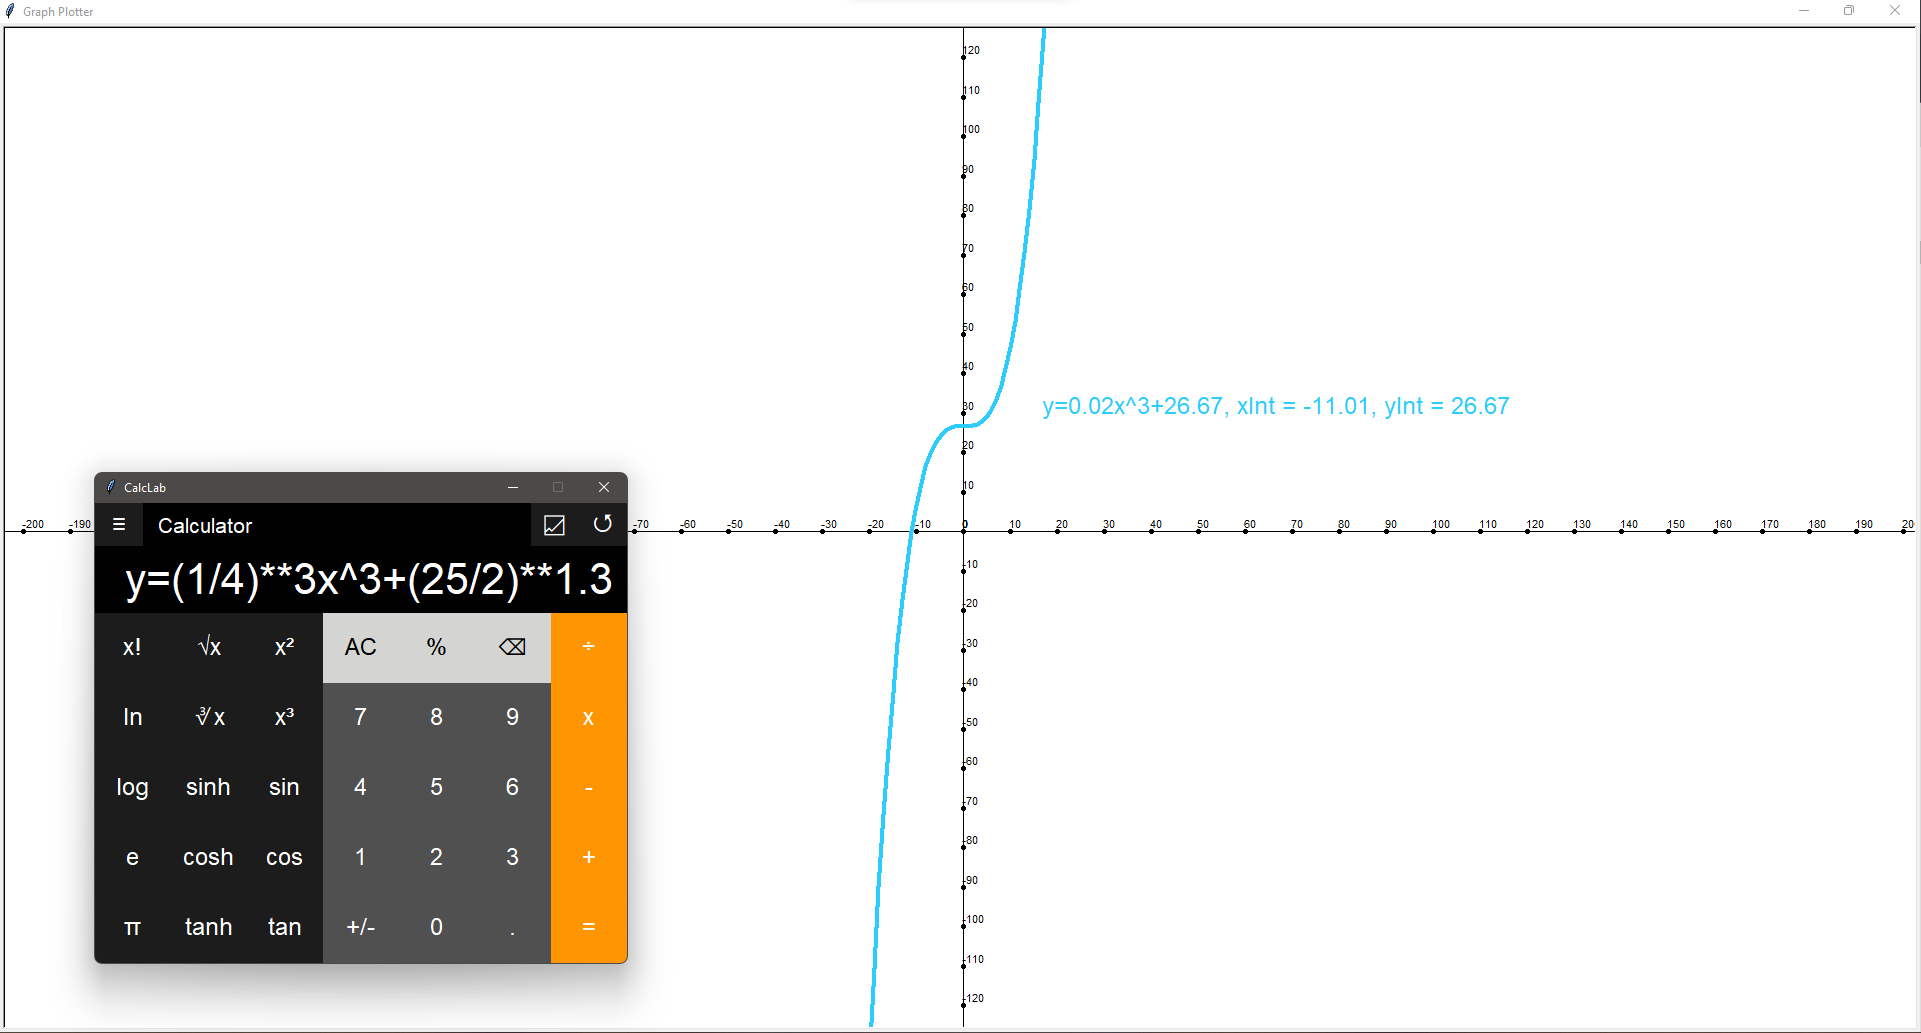 Graph Plotter
120
110
100
90
80
70
60
50
40
30
y=0.02x^3+26.67, xInt = -11.01, yInt = 26.67
20
10
-200 -190 -70 -60 -50 -40 -30 -20 -10 0 10 20 30 40 50 60 70 80 90 100 110 120 130 140 150 160 170 180 190 20
-10
-20
-30
-40
-50
-60
-70
-80
-90
-100
-110
-120
CalcLab
Calculator
y=(1/4)**3x^3+(25/2)**1.3
x! √x x² AC % ⌫ ÷
ln ∛x x³ 7 8 9 x
log sinh sin 4 5 6 -
e cosh cos 1 2 3 +
π tanh tan +/- 0 . =